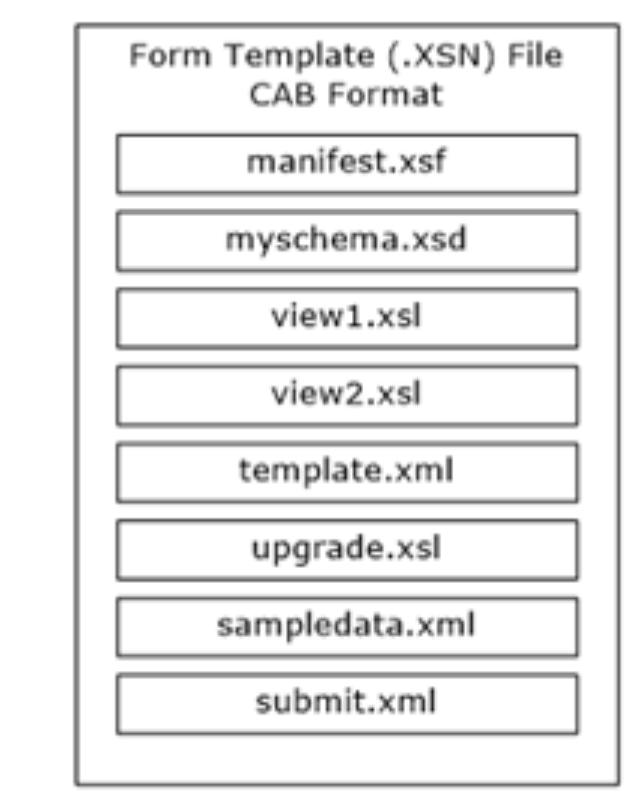 Form Template (.XSN) File
CAB Format
manifest.xsf
myschema.xsd
view1.xsl
view2.xsl
template.xml
upgrade.xsl
sampledata.xml
submit.xml